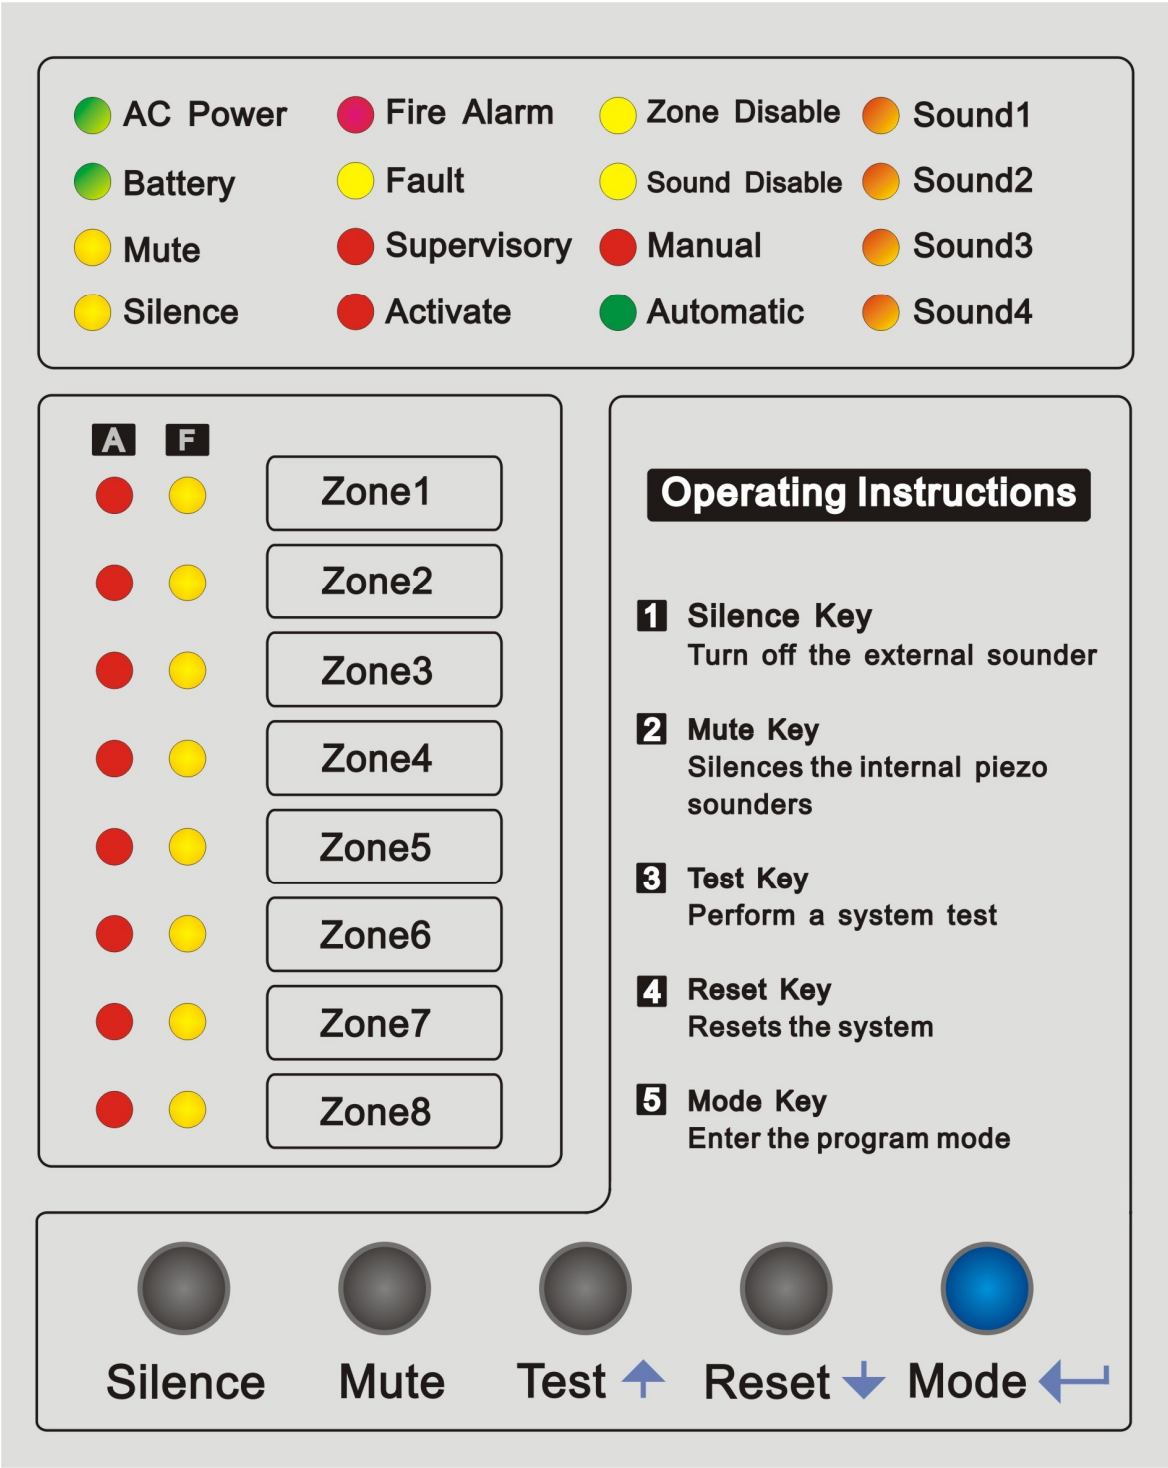 AC Power
Fire Alarm
Zone Disable
Sound1
Battery
Fault
Sound Disable
Sound2
Mute
Supervisory
Manual
Sound3
Silence
Activate
Automatic
Sound4
A
F
Zone1
Zone2
Zone3
Zone4
Zone5
Zone6
Zone7
Zone8
Operating Instructions
1 Silence Key
Turn off the external sounder
2 Mute Key
Silences the internal piezo
sounders
3 Test Key
Perform a system test
4 Reset Key
Resets the system
5 Mode Key
Enter the program mode
Silence
Mute
Test
Reset
Mode